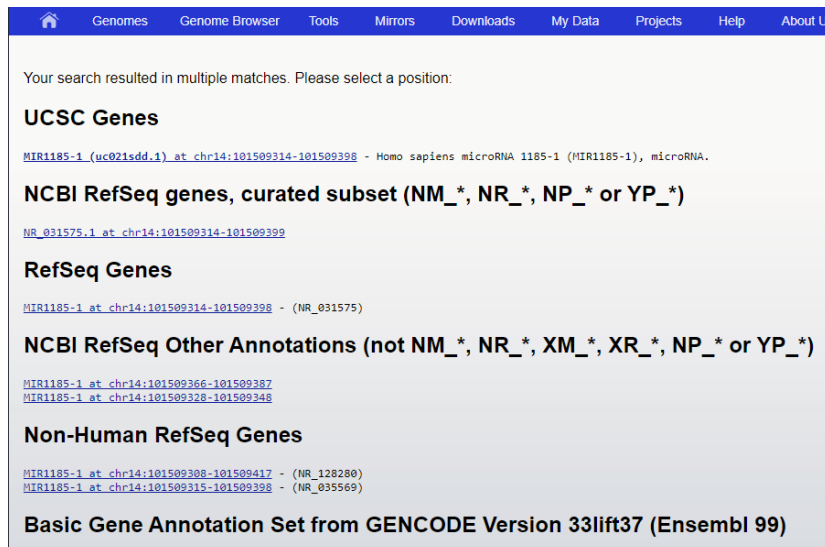 Genomes Genome Browser Tools Mirrors Downloads My Data Projects Help About U
Your search resulted in multiple matches. Please select a position:
UCSC Genes
MIR1185-1 (uc021sdd.1) at chr14:101509314-101509398 - Homo sapiens microRNA 1185-1 (MIR1185-1), microRNA.
NCBI RefSeq genes, curated subset (NM_*, NR_*, NP_* or YP_*)
NR_031575.1 at chr14:101509314-101509399
RefSeq Genes
MIR1185-1 at chr14:101509314-101509398 - (NR_031575)
NCBI RefSeq Other Annotations (not NM_*, NR_*, XM_*, XR_*, NP_* or YP_*)
MIR1185-1 at chr14:101509366-101509387
MIR1185-1 at chr14:101509328-101509348
Non-Human RefSeq Genes
MIR1185-1 at chr14:101509308-101509417 - (NR_128280)
MIR1185-1 at chr14:101509315-101509398 - (NR_035569)
Basic Gene Annotation Set from GENCODE Version 33lift37 (Ensembl 99)